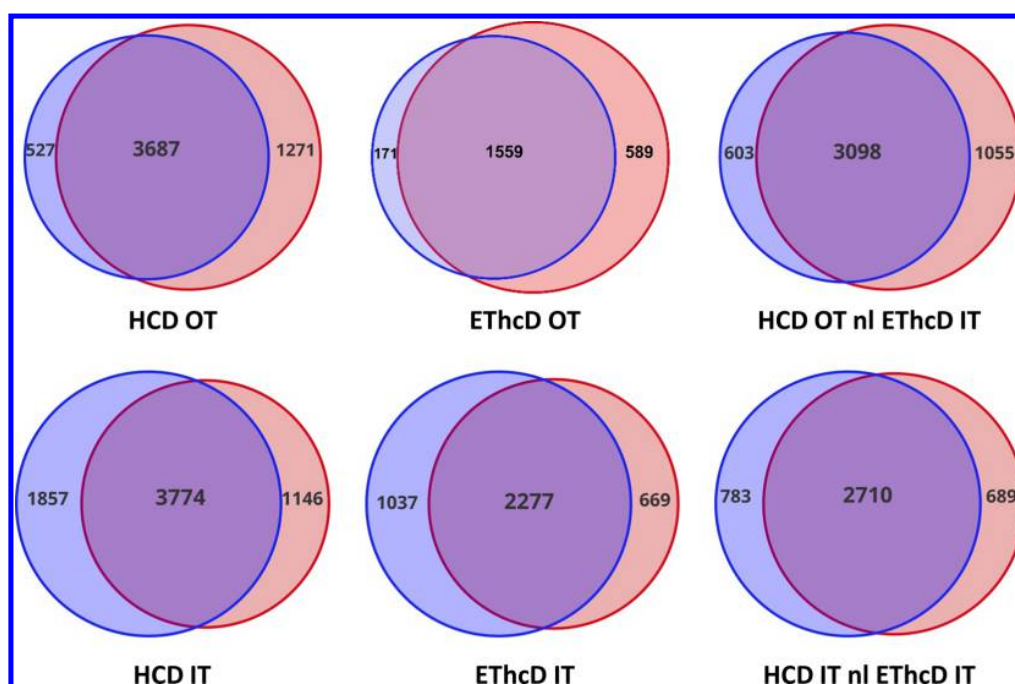 527 3687 1271 171 1559 589 603 3098 1055
HCD OT EThcD OT HCD OT nl EThcD IT
1857 3774 1146 1037 2277 669 783 2710 689
HCD IT EThcD IT HCD IT nl EThcD IT